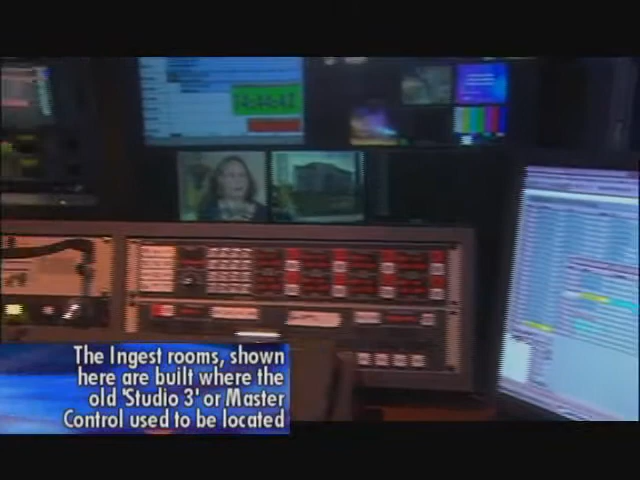 The Ingest rooms, shown
here are built where the
old 'Studio 3' or Master
Control used to be located